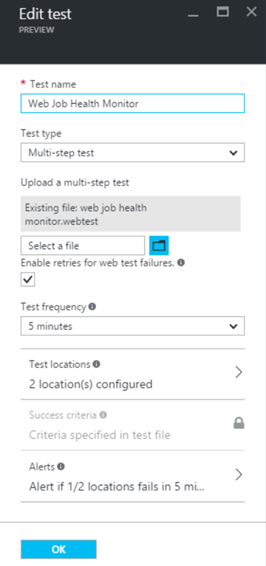 Edit test
PREVIEW
* Test name
Web Job Health Monitor
Test type
Multi-step test
Upload a multi-step test
Existing file: web job health
monitor.webtest
Select a file
Enable retries for web test failures.
Test frequency
5 minutes
Test locations
2 location(s) configured
Success criteria
Criteria specified in test file
Alerts
Alert if 1/2 locations fails in 5 mi...
OK